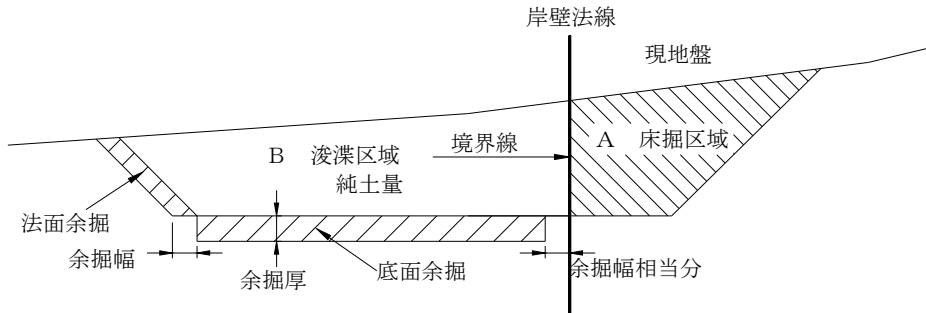 岸壁法線
現地盤
B 浚渫区域
純土量
境界線
A 床掘区域
法面余掘
余掘幅
余掘厚
底面余掘
余掘幅相当分